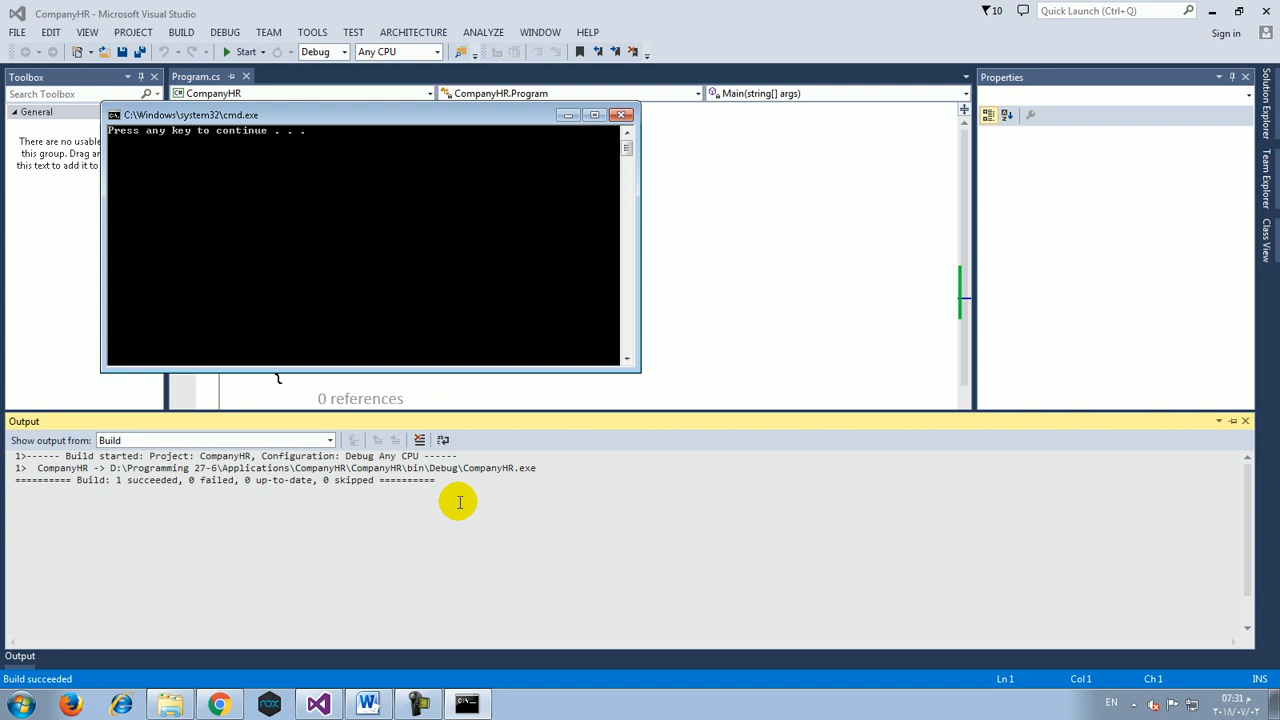 CompanyHR - Microsoft Visual Studio
10
Quick Launch (Ctrl+Q)
FILE EDIT VIEW PROJECT BUILD DEBUG TEAM TOOLS TEST ARCHITECTURE ANALYZE WINDOW HELP
Sign in
Start Debug Any CPU
Toolbox
Search Toolbox
General
There are no usable
this group. Drag an
this text to add it to
Program.cs
CompanyHR
CompanyHR.Program
Main(string[] args)
C:\Windows\system32\cmd.exe
Press any key to continue . . .
{
0 references
Properties
Solution Explorer
Team Explorer
Class View
Output
Show output from: Build
1>------ Build started: Project: CompanyHR, Configuration: Debug Any CPU ------
1>  CompanyHR -> D:\Programming 27-6\Applications\CompanyHR\CompanyHR\bin\Debug\CompanyHR.exe
========== Build: 1 succeeded, 0 failed, 0 up-to-date, 0 skipped ==========
Output
Build succeeded
Ln 1 Col 1 Ch 1 INS
EN
07:31 م
٢٠١٨/٠٧/٠٢